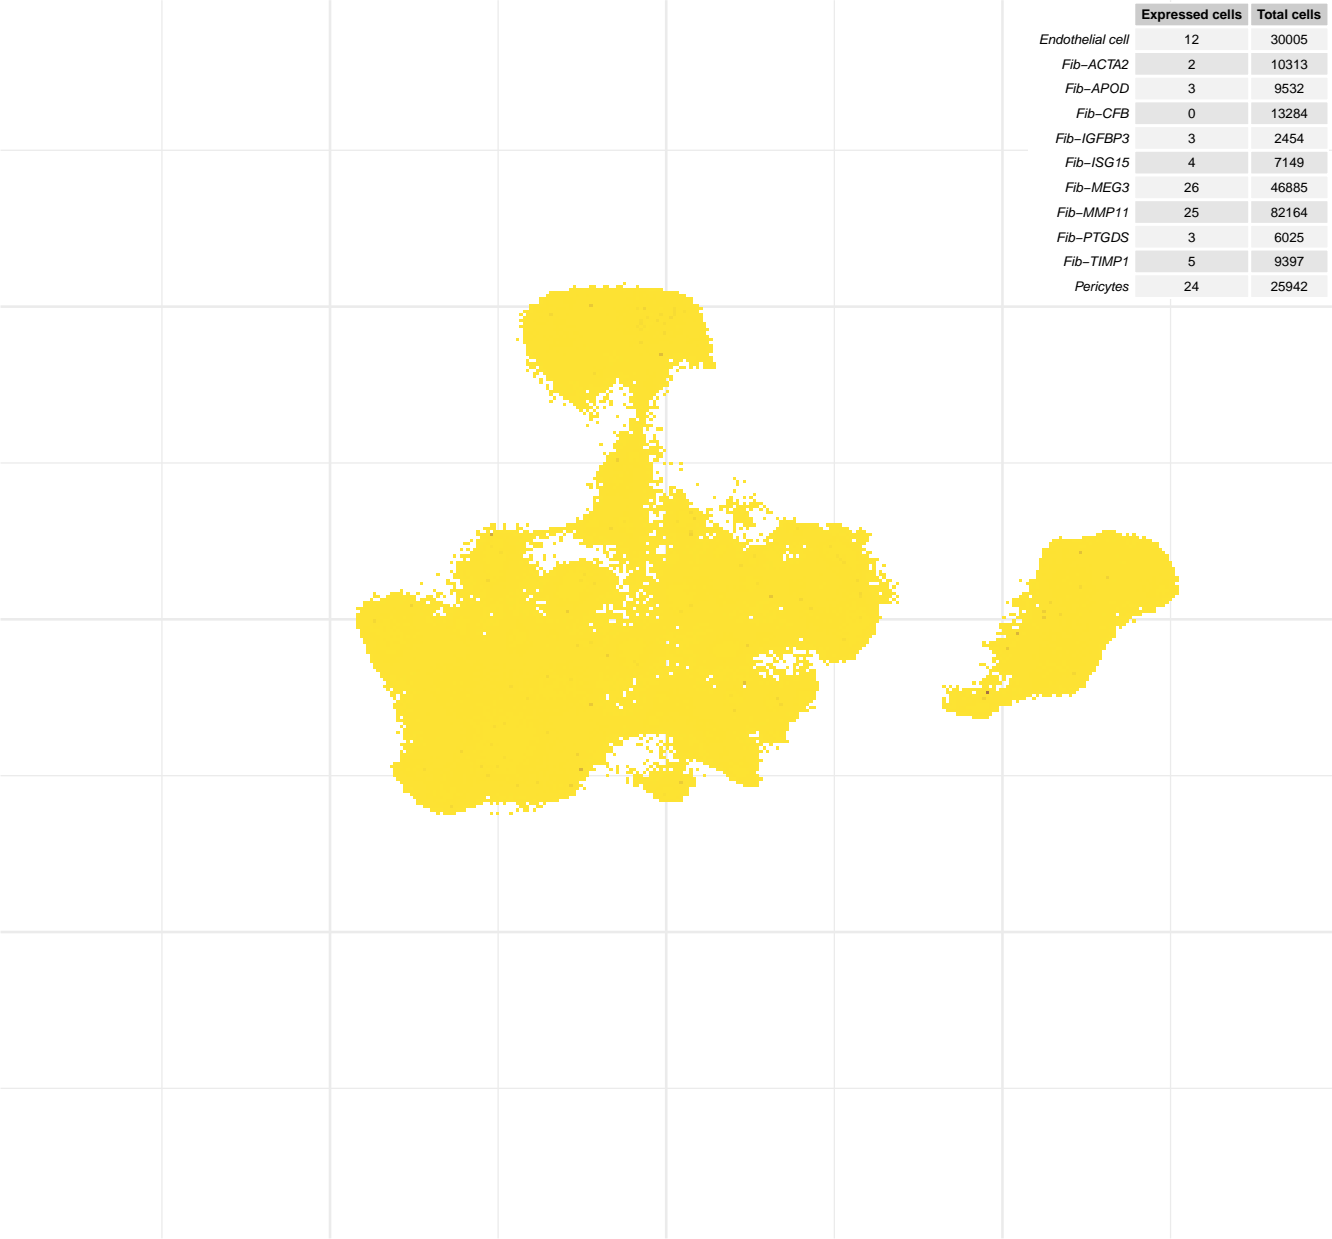 Expressed cells Total cells
Endothelial cell 12 30005
Fib−ACTA2 2 10313
Fib−APOD 3 9532
Fib−CFB 0 13284
Fib−IGFBP3 3 2454
Fib−ISG15 4 7149
Fib−MEG3 26 46885
Fib−MMP11 25 82164
Fib−PTGDS 3 6025
Fib−TIMP1 5 9397
Pericytes 24 25942